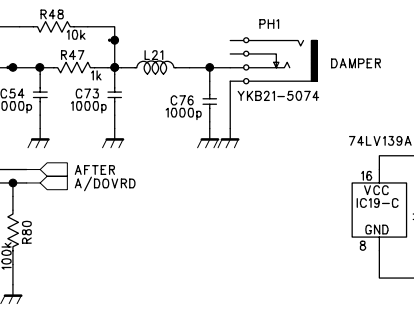 R48
10k
PH1
R47
1k
L21
DAMPER
C54
000p
C73
1000p
C76
1000p
YKB21-5074
74LV139A
AFTER
A/DOVRD
16
VCC
IC19-C
GND
8
R80
100k